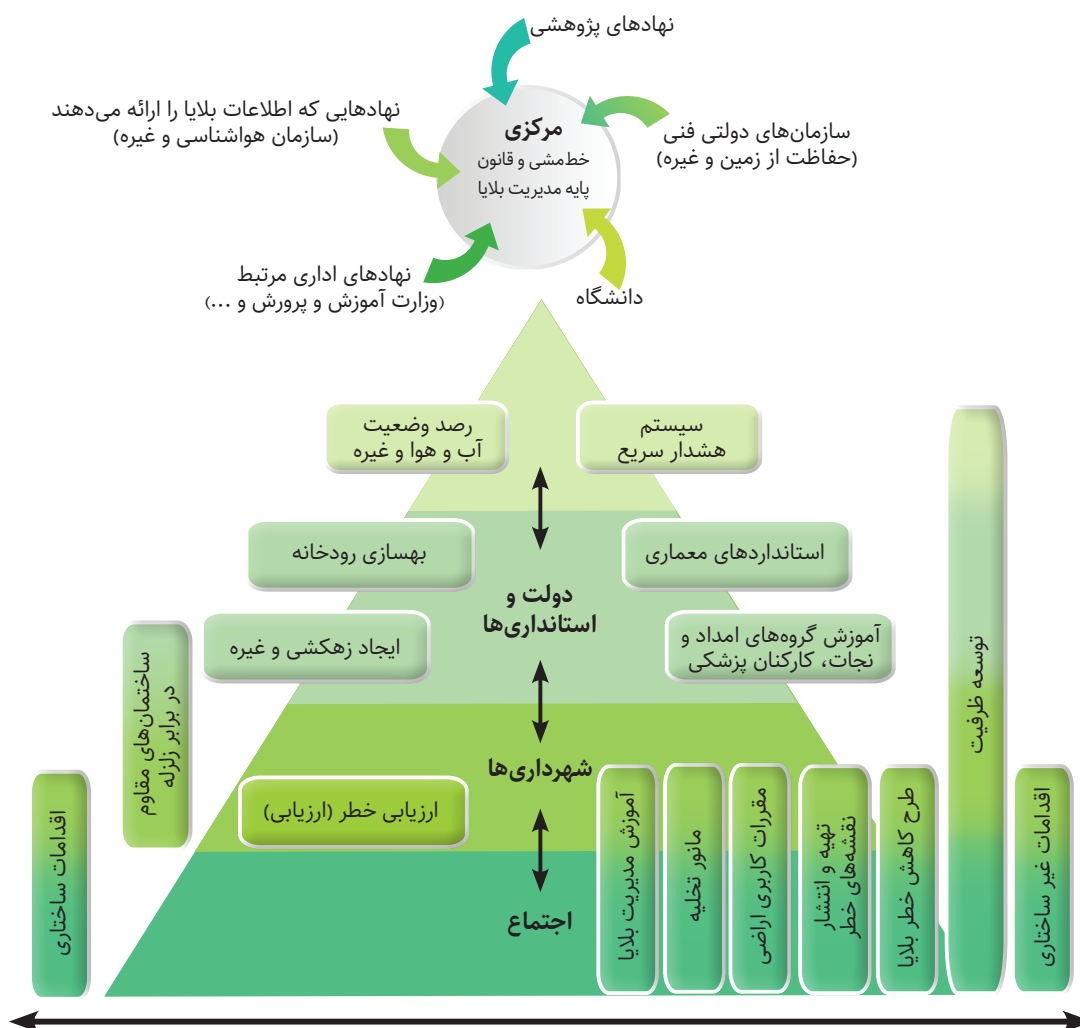 نهادهای پژوهشی
نهادهایی که اطلاعات بلایا را ارائه می‌دهند
(سازمان هواشناسی و غیره)
سازمان‌های دولتی فنی
(حفاظت از زمین و غیره)
مرکزی
خط‌مشی و قانون
پایه مدیریت بلایا
نهادهای اداری مرتبط
(وزارت آموزش و پرورش و ...)
دانشگاه
سیستم
هشدار سریع
رصد وضعیت
آب و هوا و غیره
استانداردهای معماری
بهسازی رودخانه
دولت و
استانداری‌ها
آموزش گروه‌های امداد و
نجات، کارکنان پزشکی
ایجاد زهکشی و غیره
توسعه ظرفیت
ساختمان‌های مقاوم
در برابر زلزله
شهرداری‌ها
ارزیابی خطر (ارزیابی)
اقدامات غیر ساختاری
طرح کاهش خطر بلایا
تهیه و انتشار
نقشه‌های خطر
مقررات کاربری اراضی
مانور تخلیه
آموزش مدیریت بلایا
اقدامات ساختاری
اجتماع